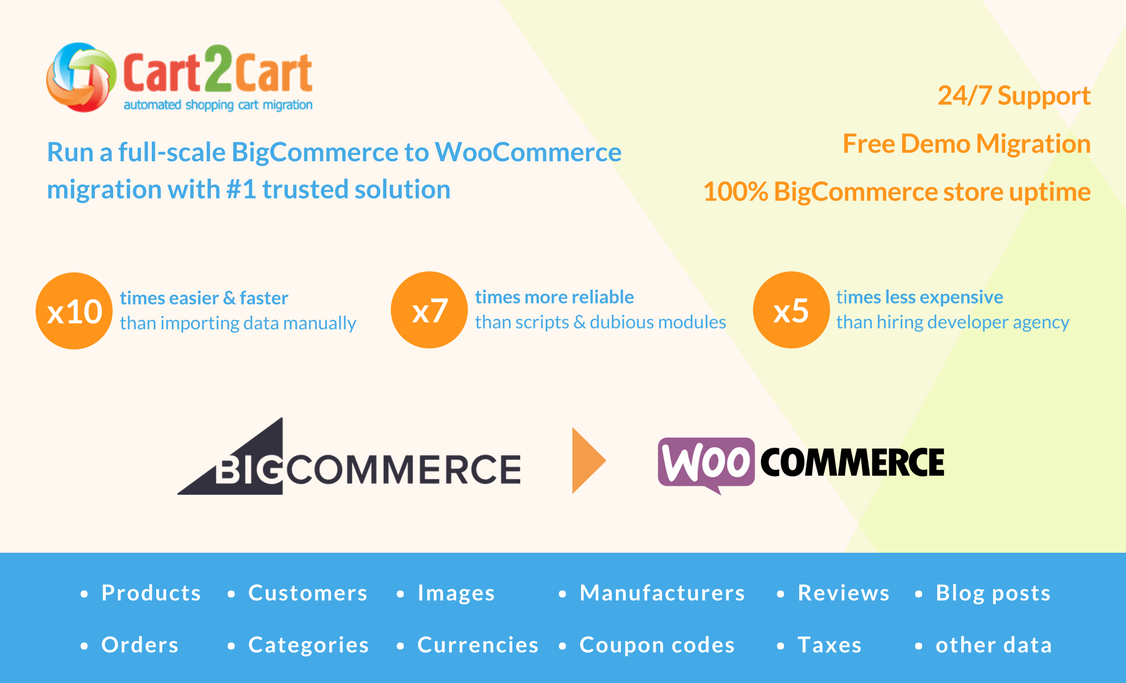 Cart2Cart
automated shopping cart migration
Run a full-scale BigCommerce to WooCommerce
migration with #1 trusted solution
24/7 Support
Free Demo Migration
100% BigCommerce store uptime
x10
times easier & faster
than importing data manually
x7
times more reliable
than scripts & dubious modules
x5
times less expensive
than hiring developer agency
BIGCOMMERCE
WOO COMMERCE
• Products • Customers • Images • Manufacturers • Reviews • Blog posts
• Orders • Categories • Currencies • Coupon codes • Taxes • other data